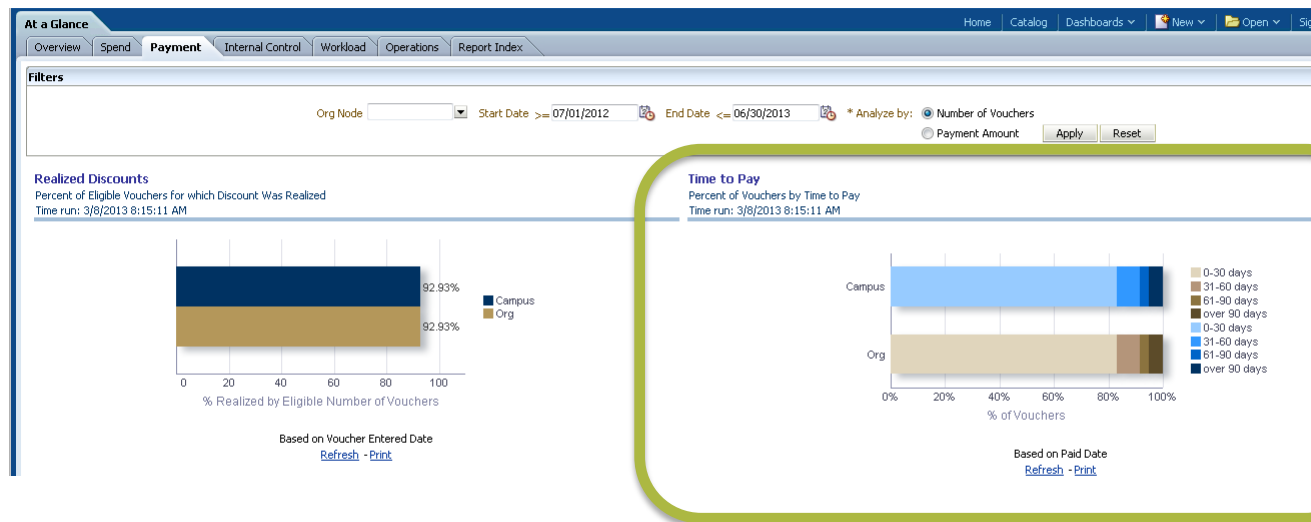 At a Glance
Home Catalog Dashboards New Open
Overview Spend Payment Internal Control Workload Operations Report Index
Filters
Org Node Start Date >= 07/01/2012 End Date <= 06/30/2013 * Analyze by: Number of Vouchers
Payment Amount Apply Reset
Realized Discounts
Percent of Eligible Vouchers for which Discount Was Realized
Time run: 3/8/2013 8:15:11 AM
92.93%
92.93%
Campus
Org
0 20 40 60 80 100
% Realized by Eligible Number of Vouchers
Based on Voucher Entered Date
Refresh - Print
Time to Pay
Percent of Vouchers by Time to Pay
Time run: 3/8/2013 8:15:11 AM
Campus
Org
0-30 days
31-60 days
61-90 days
over 90 days
0-30 days
31-60 days
61-90 days
over 90 days
0% 20% 40% 60% 80% 100%
% of Vouchers
Based on Paid Date
Refresh - Print